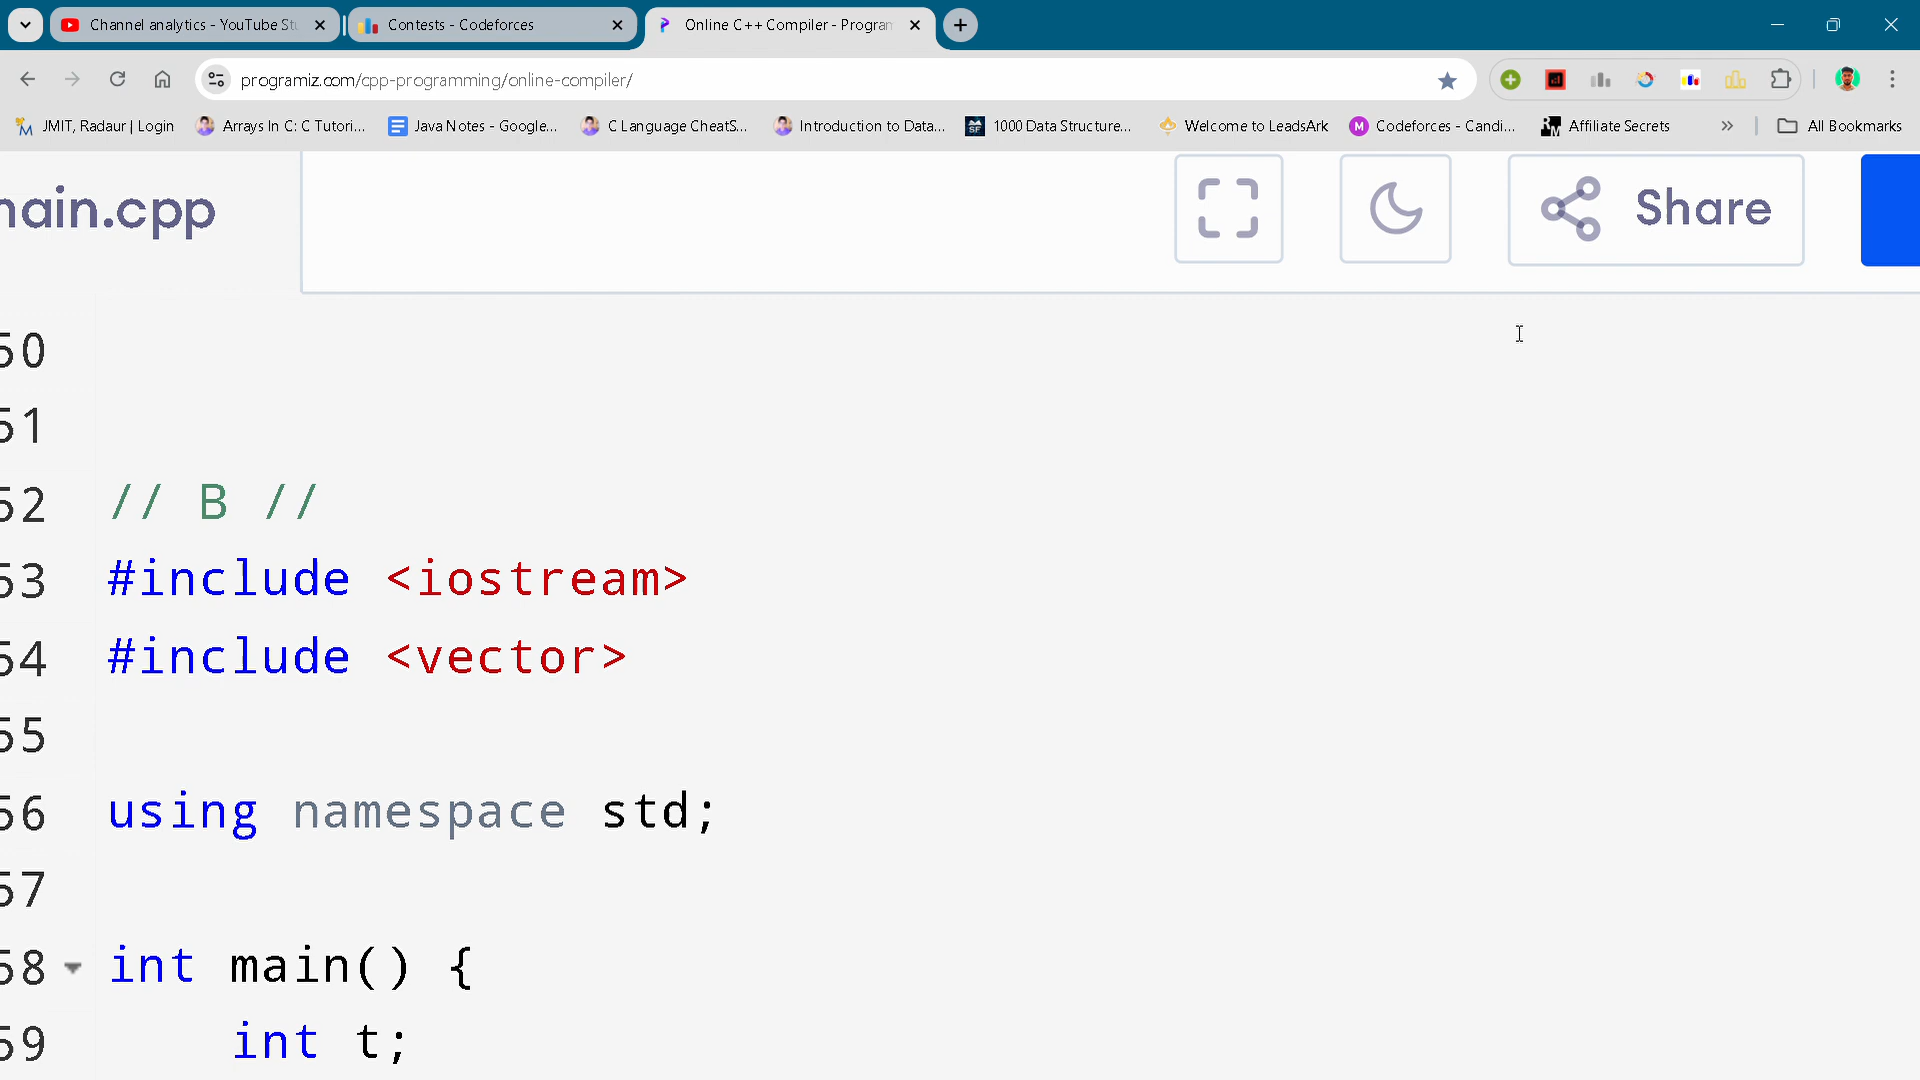 Channel analytics - YouTube Stu
Contests - Codeforces
Online C++ Compiler - Program
programiz.com/cpp-programming/online-compiler/
JMIT, Radaur | Login
Arrays In C: C Tutori...
Java Notes - Google...
C Language CheatS...
Introduction to Data...
1000 Data Structure...
Welcome to LeadsArk
Codeforces - Candi...
Affiliate Secrets
All Bookmarks
main.cpp
Share
50
51
52 // B //
53 #include <iostream>
54 #include <vector>
55
56 using namespace std;
57
58 int main() {
59 int t;